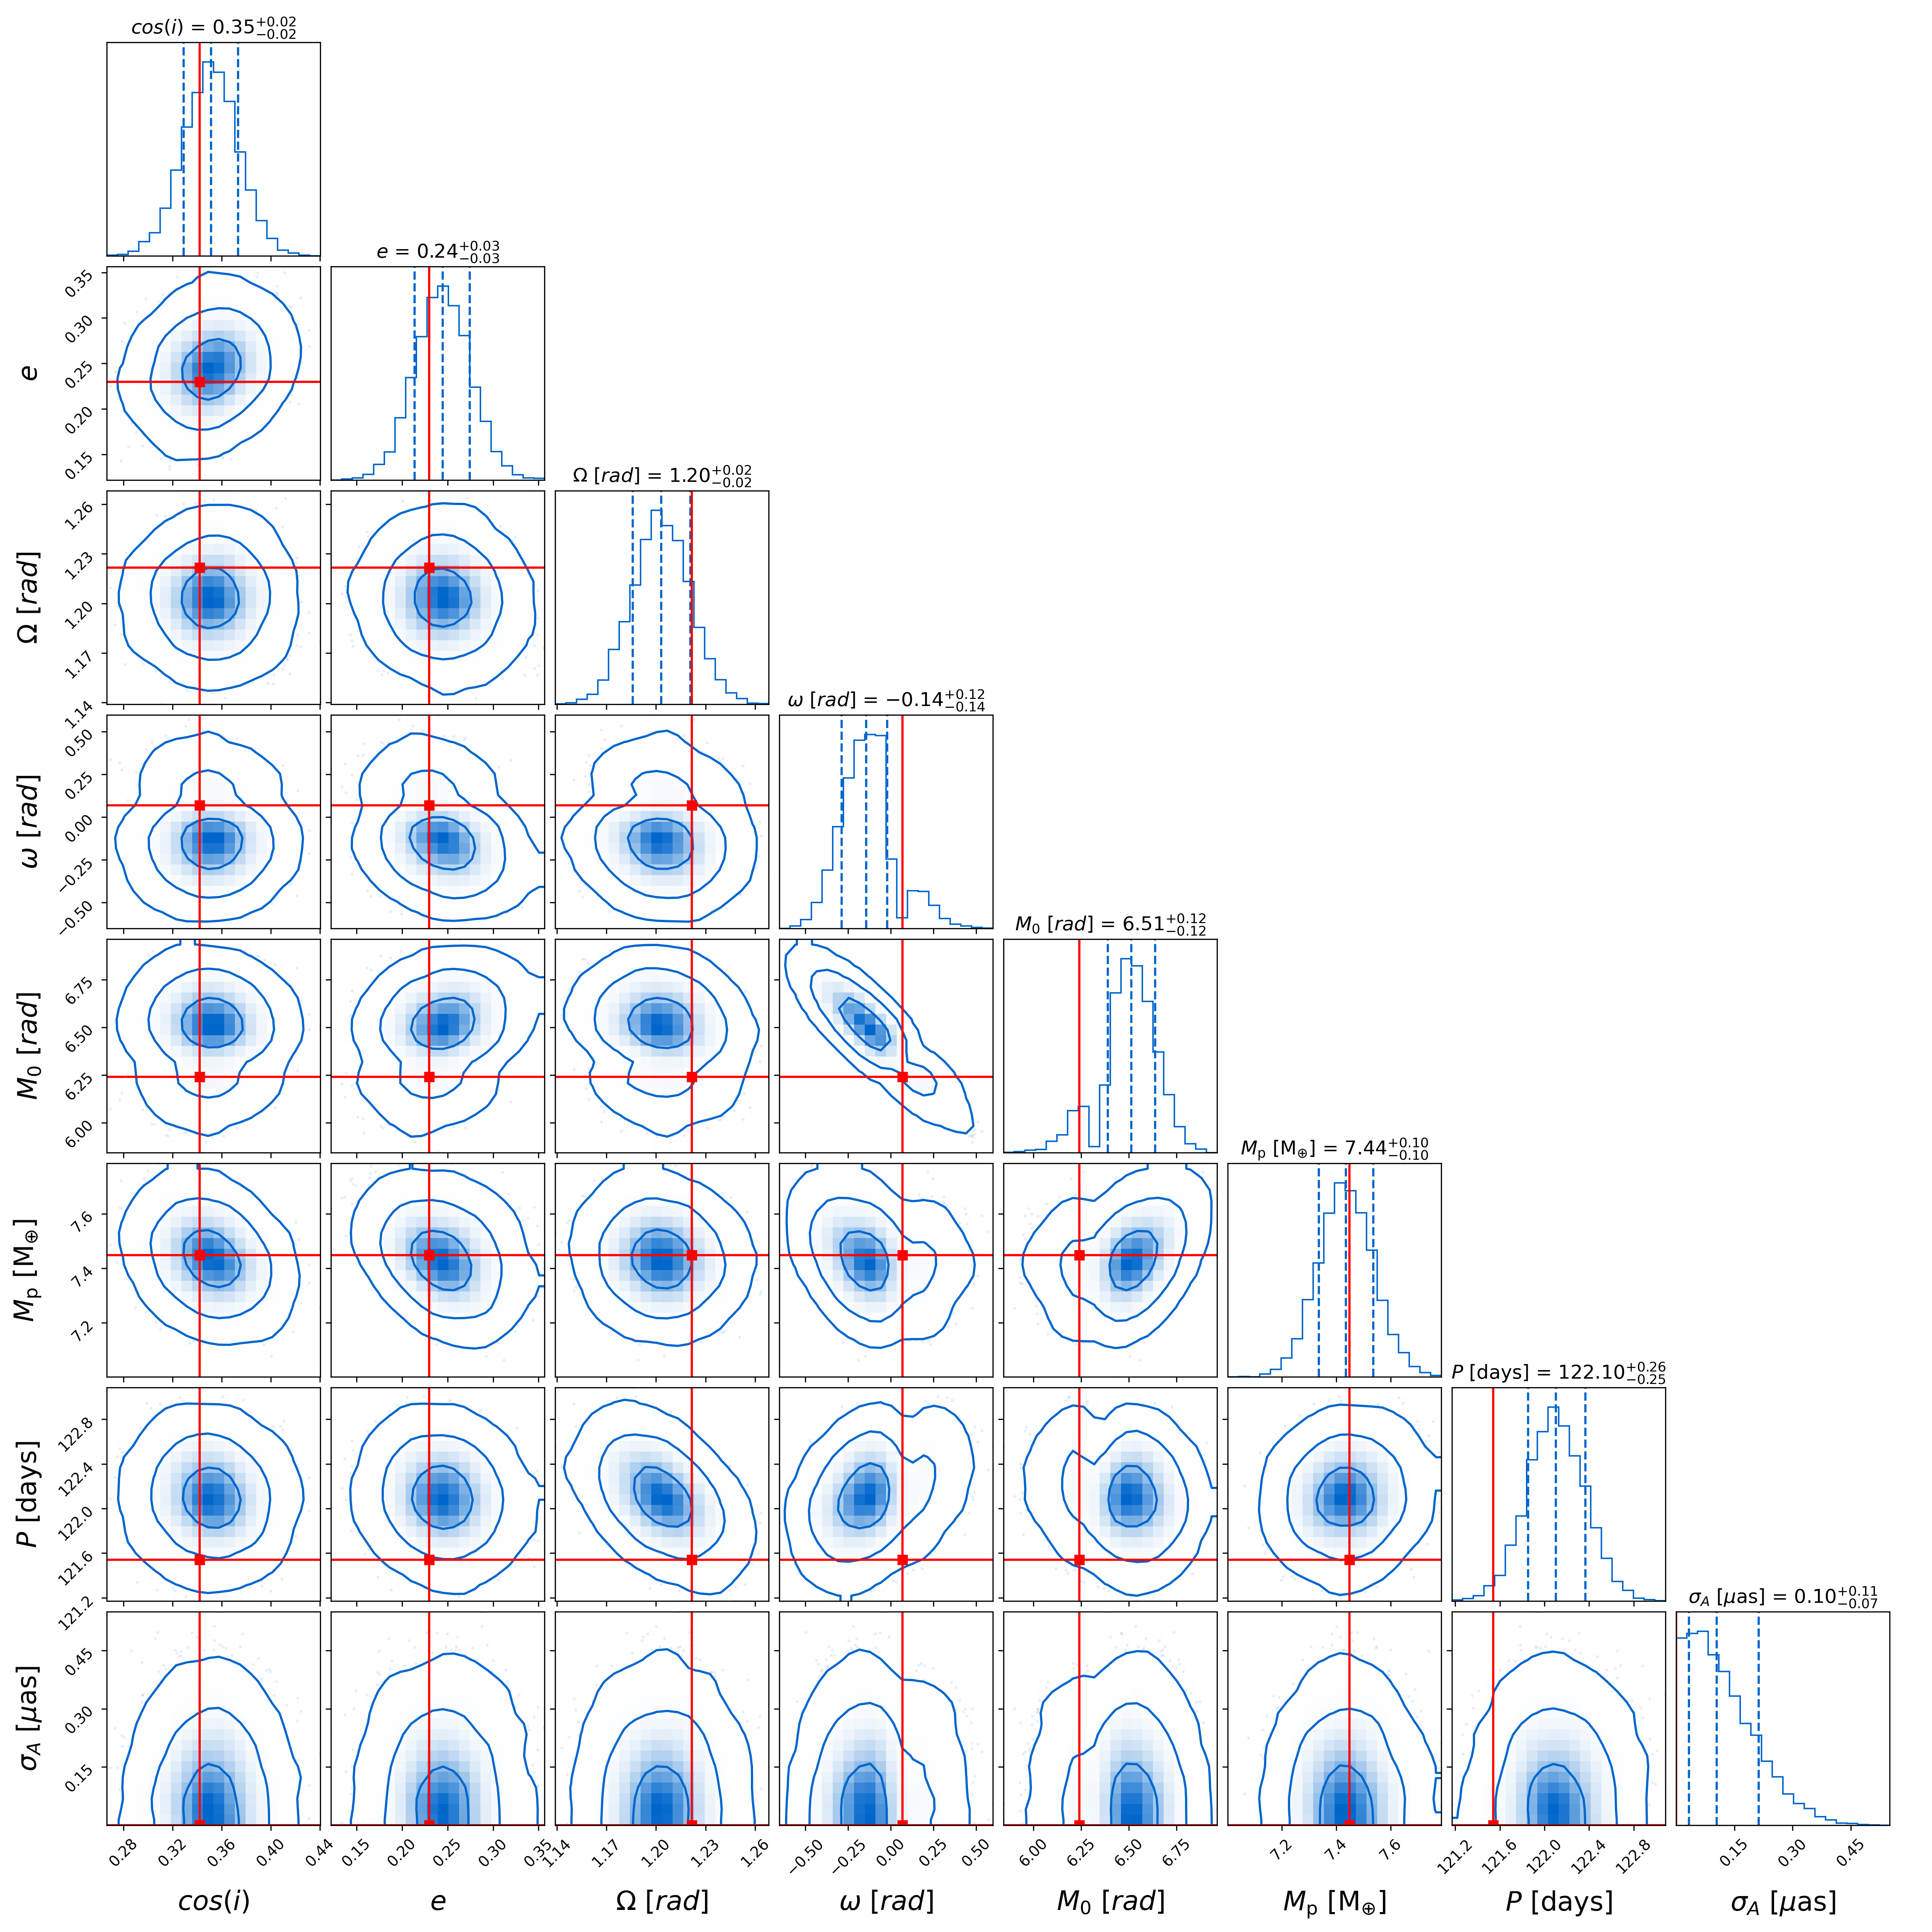 cos(i) = 0.35 +0.02 −0.02
e = 0.24 +0.03 −0.03
0.35
0.30
0.25
0.20
0.15
e
Ω [rad] = 1.20 +0.02 −0.02
1.26
1.23
1.20
1.17
1.14
Ω [rad]
ω [rad] = −0.14 +0.12 −0.14
0.50
0.25
0.00
−0.25
−0.50
ω [rad]
M₀ [rad] = 6.51 +0.12 −0.12
6.75
6.50
6.25
6.00
M₀ [rad]
Mp [M⊕] = 7.44 +0.10 −0.10
7.6
7.4
7.2
Mp [M⊕]
P [days] = 122.10 +0.26 −0.25
122.8
122.4
122.0
121.6
121.2
P [days]
σA [μas] = 0.10 +0.11 −0.07
0.45
0.30
0.15
σA [μas]
0.28 0.32 0.36 0.40 0.44 0.15 0.20 0.25 0.30 0.35 1.14 1.17 1.20 1.23 1.26 −0.50 −0.25 0.00 0.25 0.50 6.00 6.25 6.50 6.75 7.2 7.4 7.6 121.2 121.6 122.0 122.4 122.8 0.15 0.30 0.45
cos(i) e Ω [rad] ω [rad] M₀ [rad] Mp [M⊕] P [days] σA [μas]